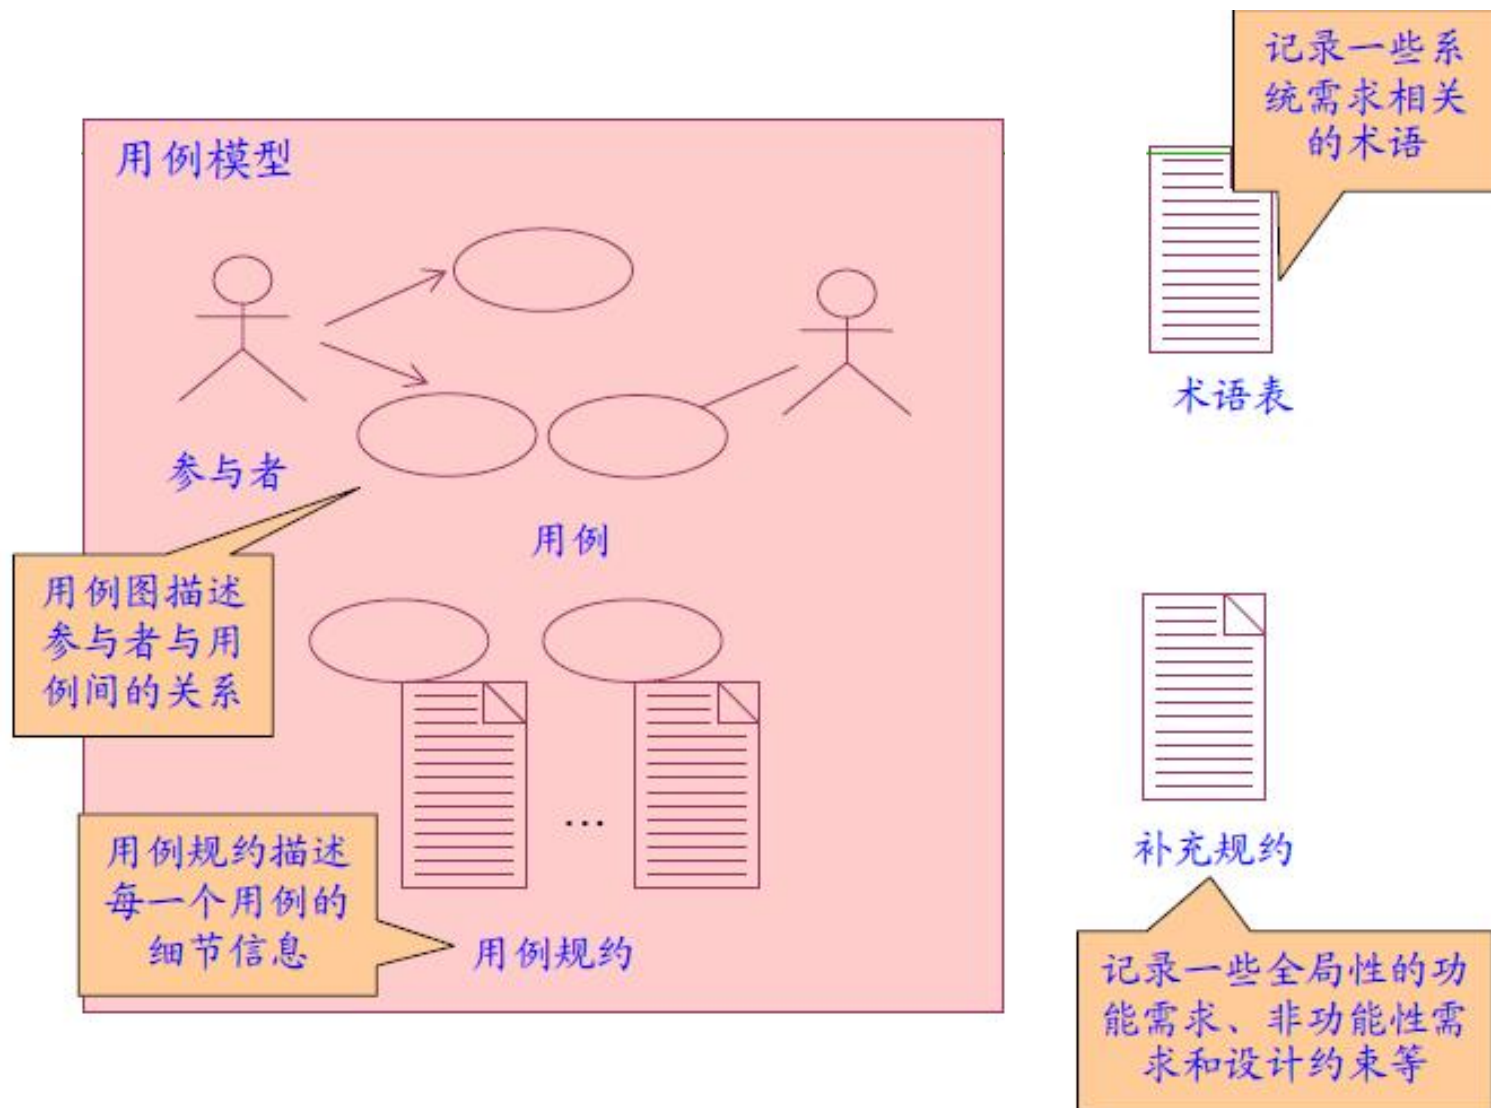 记录一些系
统需求相关
的术语
用例模型
术语表
参与者
用例
用例图描述
参与者与用
例间的关系
...
用例规约描述
每一个用例的
细节信息
用例规约
补充规约
记录一些全局性的功
能需求、非功能性需
求和设计约束等